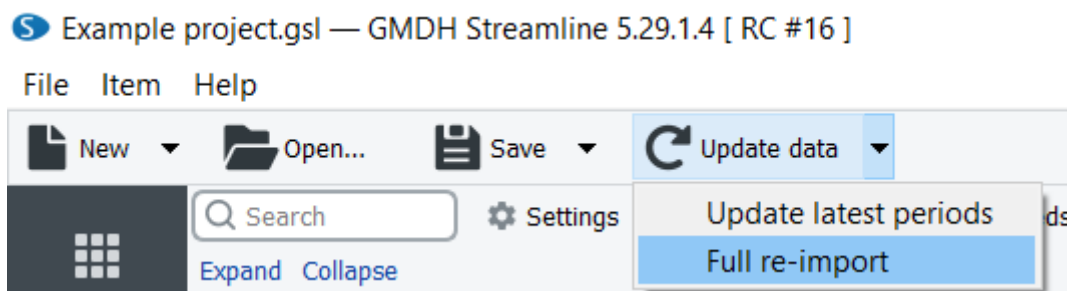 S Example project.gsl — GMDH Streamline 5.29.1.4 [ RC #16 ]
File Item Help
New Open... Save Update data
Search Settings Update latest periods ds
Expand Collapse Full re-import